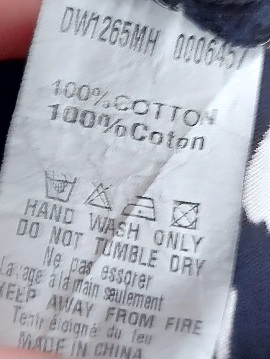 DW1265MH 0006457
100%COTTON
100%Coton
HAND WASH ONLY
DO NOT TUMBLE DRY
Ne pas essorer
Lavage à la main seulement
KEEP AWAY FROM FIRE
Tenir éloigné du feu
MADE IN CHINA